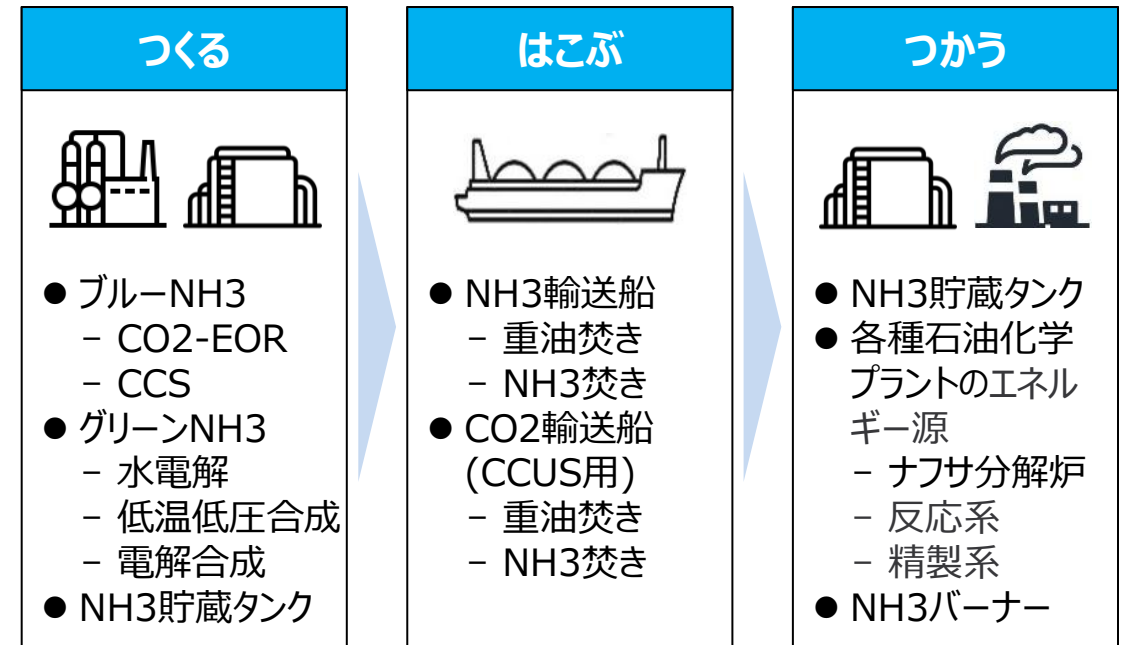 つくる
● ブルーNH3
－ CO2-EOR
－ CCS
● グリーンNH3
－ 水電解
－ 低温低圧合成
－ 電解合成
● NH3貯蔵タンク
はこぶ
● NH3輸送船
－ 重油焚き
－ NH3焚き
● CO2輸送船
(CCUS用)
－ 重油焚き
－ NH3焚き
つかう
● NH3貯蔵タンク
● 各種石油化学
プラントのエネル
ギー源
－ ナフサ分解炉
－ 反応系
－ 精製系
● NH3バーナー